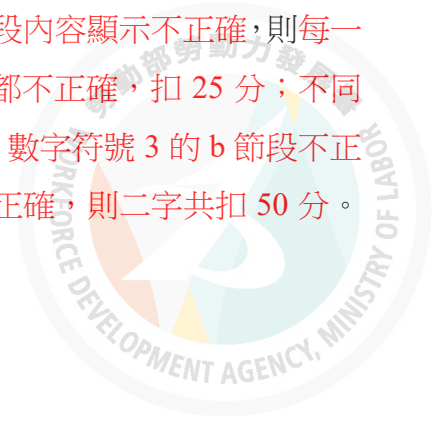 段內容顯示不正確，則每一
都不正確，扣 25 分；不同
數字符號 3 的 b 節段不正
正確，則二字共扣 50 分。
勞動部勞動力發展署
WORKFORCE DEVELOPMENT AGENCY, MINISTRY OF LABOR